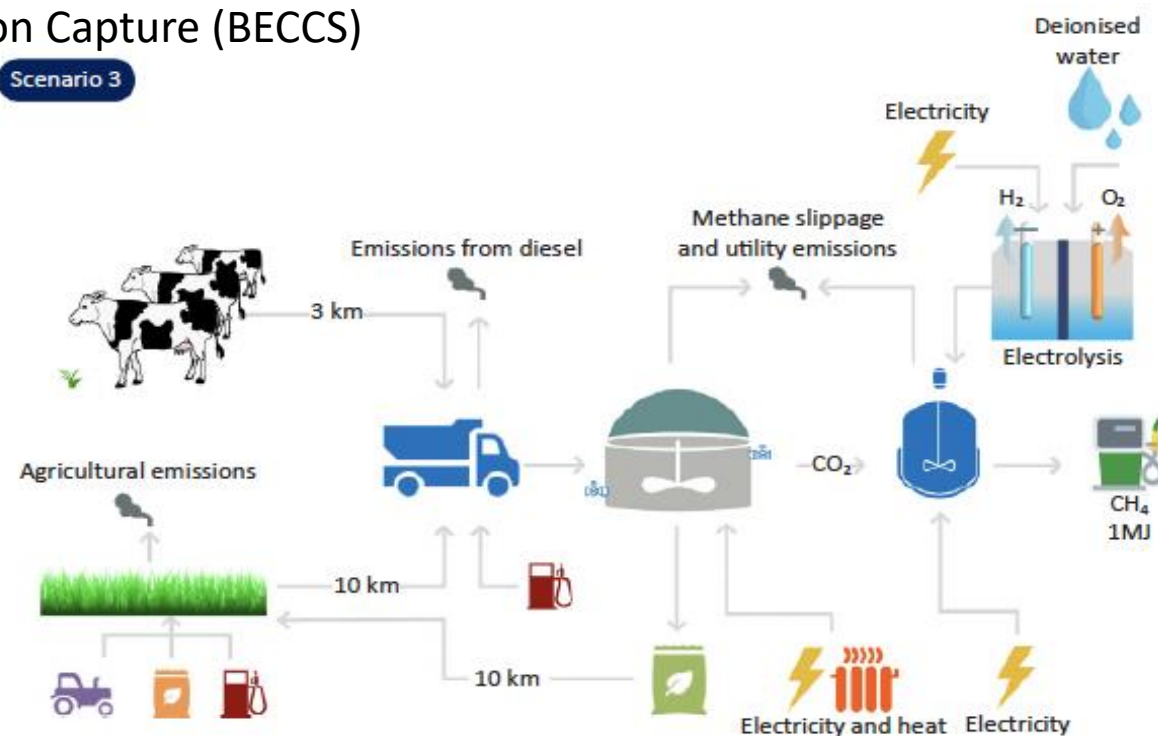 on Capture (BECCS)
Scenario 3
Deionised
water
Electricity
H₂
O₂
Methane slippage
and utility emissions
Emissions from diesel
3 km
Electrolysis
Agricultural emissions
CO₂
CH₄
1MJ
10 km
10 km
Electricity and heat
Electricity